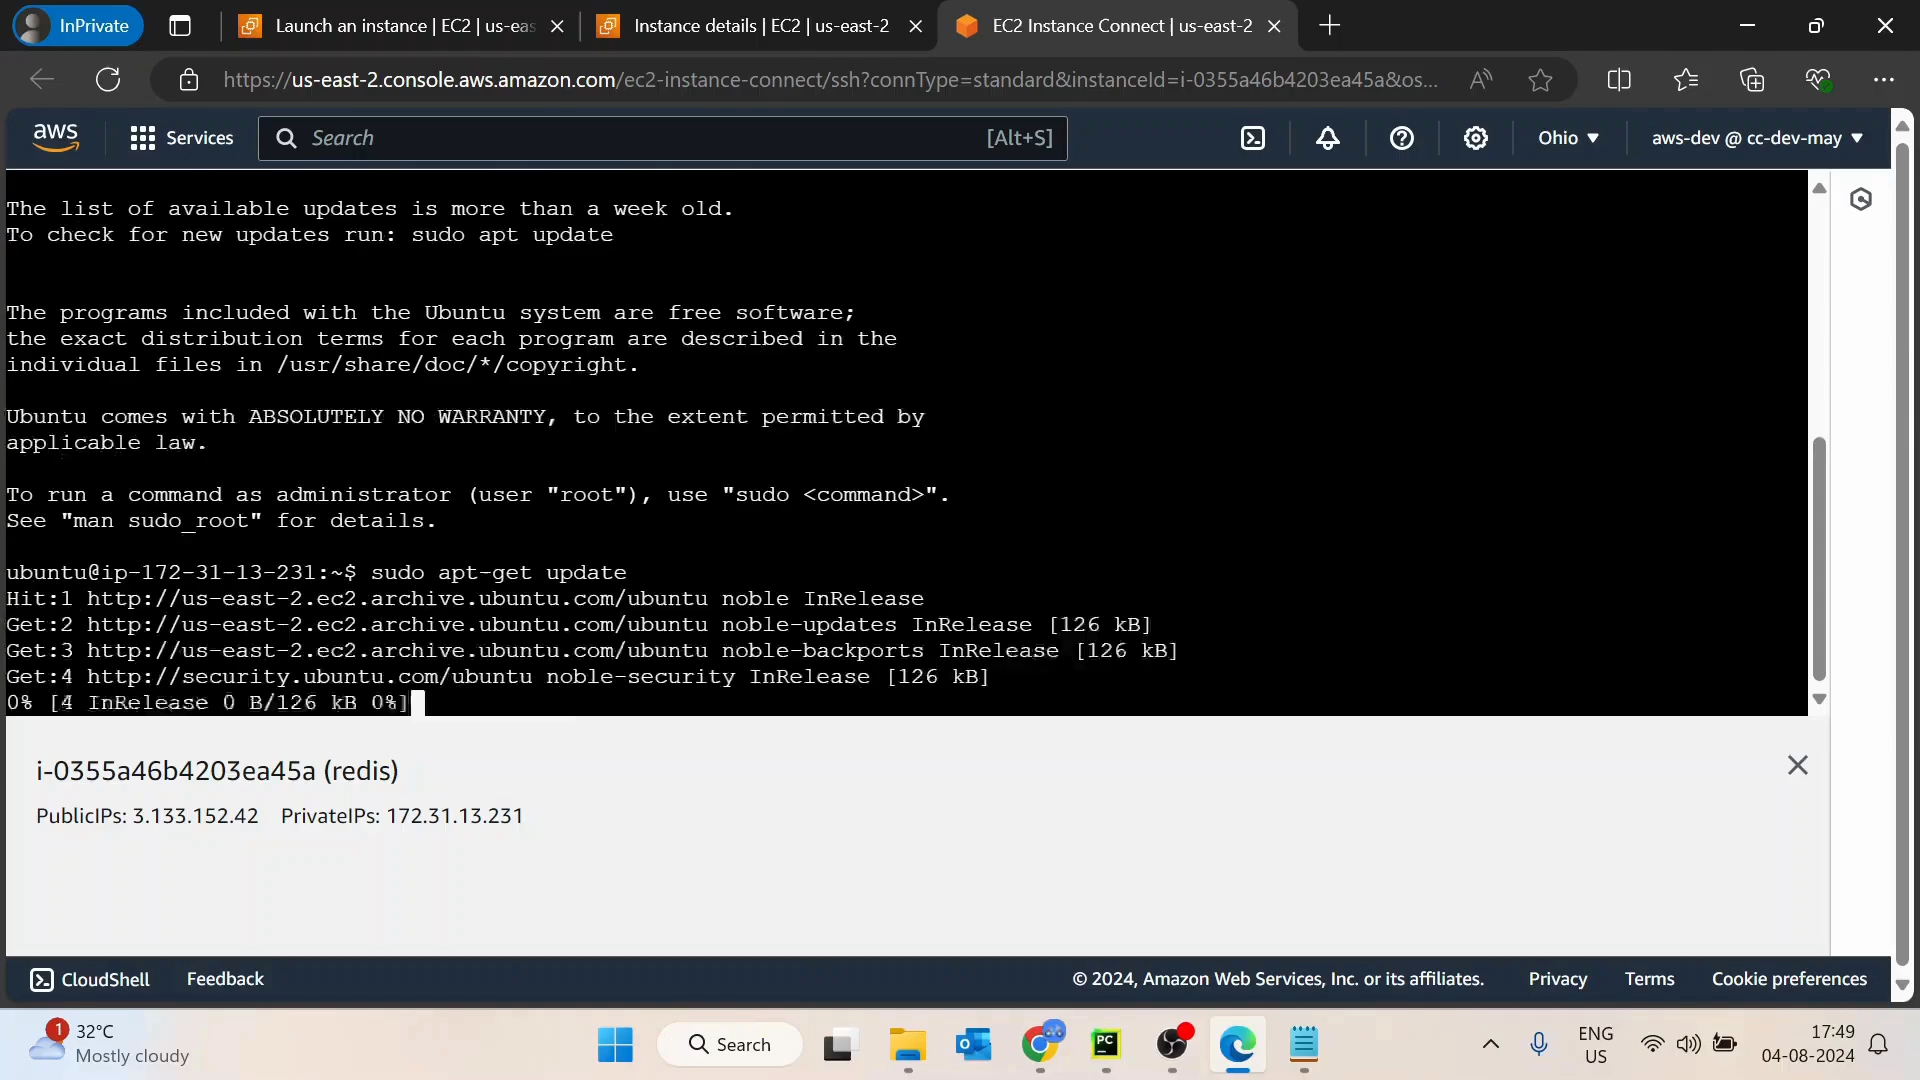 InPrivate
Launch an instance | EC2 | us-eas
Instance details | EC2 | us-east-2
EC2 Instance Connect | us-east-2
https://us-east-2.console.aws.amazon.com/ec2-instance-connect/ssh?connType=standard&instanceId=i-0355a46b4203ea45a&os...
aws
Services
Search
[Alt+S]
Ohio
aws-dev @ cc-dev-may
The list of available updates is more than a week old.
To check for new updates run: sudo apt update
The programs included with the Ubuntu system are free software;
the exact distribution terms for each program are described in the
individual files in /usr/share/doc/*/copyright.
Ubuntu comes with ABSOLUTELY NO WARRANTY, to the extent permitted by
applicable law.
To run a command as administrator (user "root"), use "sudo <command>".
See "man sudo_root" for details.
ubuntu@ip-172-31-13-231:~$ sudo apt-get update
Hit:1 http://us-east-2.ec2.archive.ubuntu.com/ubuntu noble InRelease
Get:2 http://us-east-2.ec2.archive.ubuntu.com/ubuntu noble-updates InRelease [126 kB]
Get:3 http://us-east-2.ec2.archive.ubuntu.com/ubuntu noble-backports InRelease [126 kB]
Get:4 http://security.ubuntu.com/ubuntu noble-security InRelease [126 kB]
0% [4 InRelease 0 B/126 kB 0%]
i-0355a46b4203ea45a (redis)
PublicIPs: 3.133.152.42 PrivateIPs: 172.31.13.231
CloudShell
Feedback
© 2024, Amazon Web Services, Inc. or its affiliates.
Privacy
Terms
Cookie preferences
1
32°C
Mostly cloudy
Search
PC
ENG
US
17:49
04-08-2024